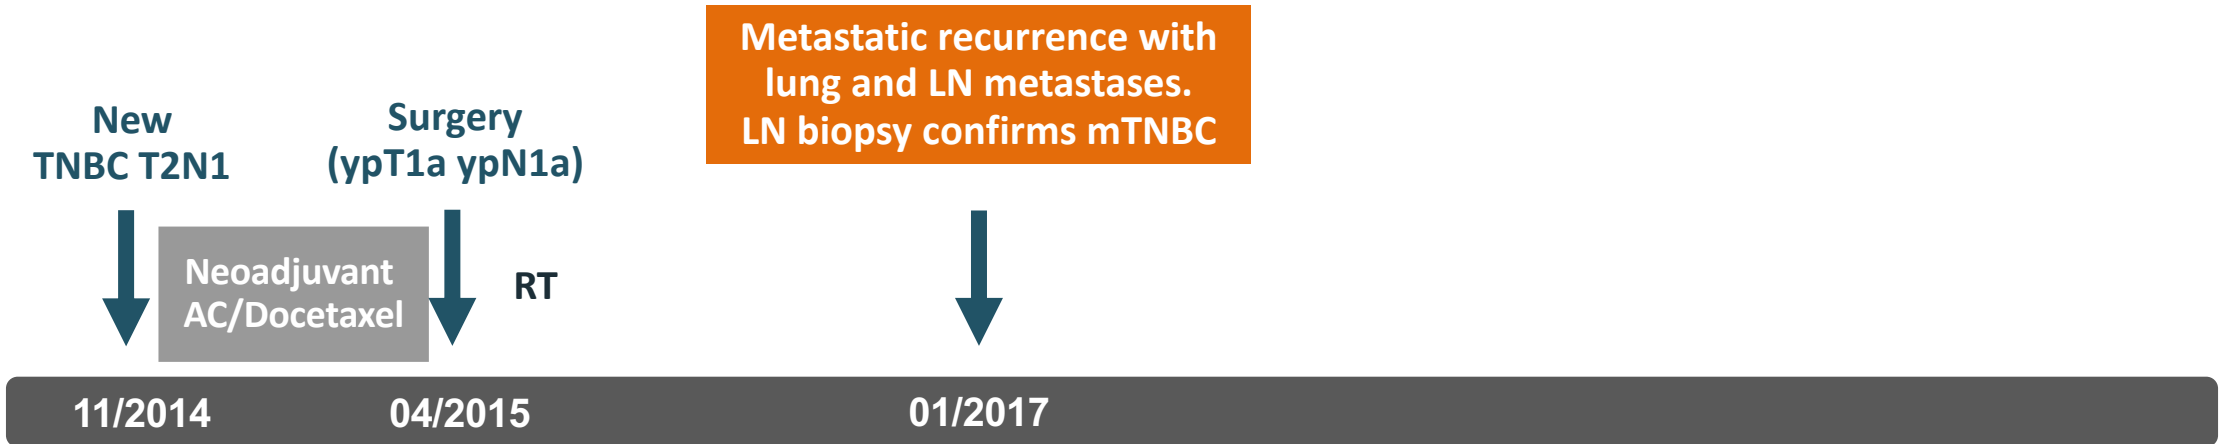 New
TNBC T2N1
Neoadjuvant
AC/Docetaxel
Surgery
(ypT1a ypN1a)
RT
Metastatic recurrence with
lung and LN metastases.
LN biopsy confirms mTNBC
11/2014
04/2015
01/2017